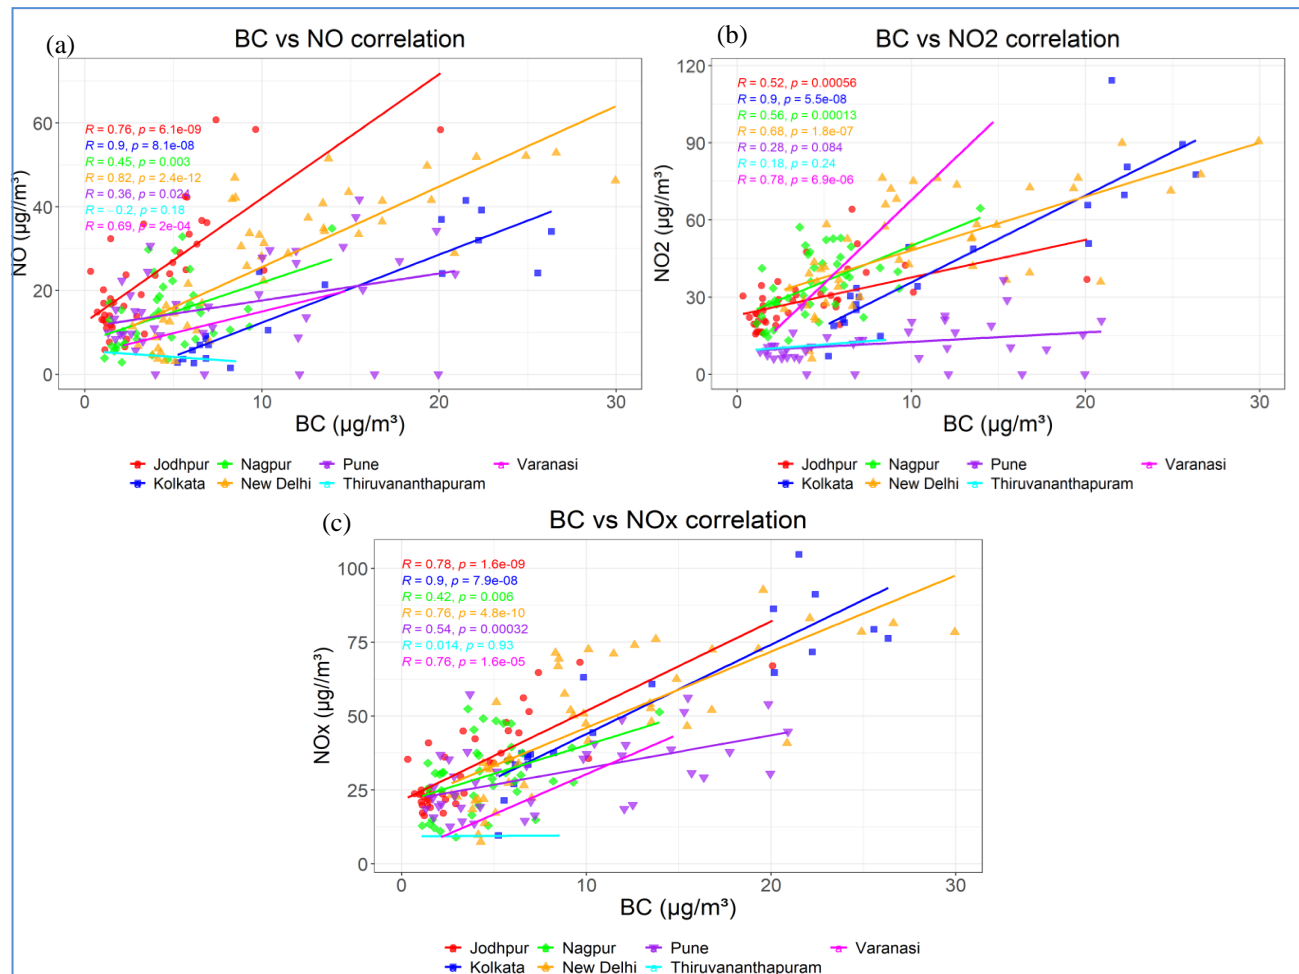 (a)
BC vs NO correlation
R = 0.76, p = 6.1e-09
R = 0.9, p = 8.1e-08
R = 0.45, p = 0.003
R = 0.82, p = 2.4e-12
R = 0.36, p = 0.024
R = −0.2, p = 0.18
R = 0.69, p = 2e-04
NO (µg//m³)
60
40
20
0
0 10 20 30
BC (µg/m³)
Jodhpur Nagpur Pune Varanasi
Kolkata New Delhi Thiruvananthapuram
(b)
BC vs NO2 correlation
R = 0.52, p = 0.00056
R = 0.9, p = 5.5e-08
R = 0.56, p = 0.00013
R = 0.68, p = 1.8e-07
R = 0.28, p = 0.084
R = 0.18, p = 0.24
R = 0.78, p = 6.9e-06
NO2 (µg//m³)
120
90
60
30
0
0 10 20 30
BC (µg/m³)
Jodhpur Nagpur Pune Varanasi
Kolkata New Delhi Thiruvananthapuram
(c)
BC vs NOx correlation
R = 0.78, p = 1.6e-09
R = 0.9, p = 7.9e-08
R = 0.42, p = 0.006
R = 0.76, p = 4.8e-10
R = 0.54, p = 0.00032
R = 0.014, p = 0.93
R = 0.76, p = 1.6e-05
NOx (µg//m³)
100
75
50
25
0
0 10 20 30
BC (µg/m³)
Jodhpur Nagpur Pune Varanasi
Kolkata New Delhi Thiruvananthapuram